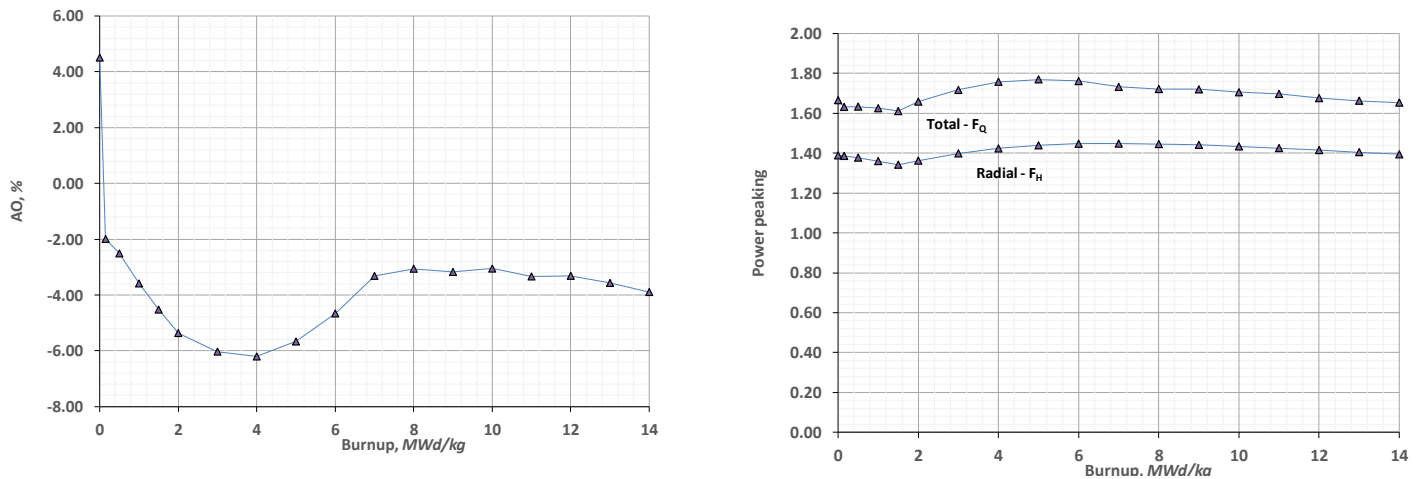 6.00
4.00
2.00
0.00
-2.00
-4.00
-6.00
-8.00
AO, %
0 2 4 6 8 10 12 14
Burnup, MWd/kg
2.00
1.80
1.60
1.40
1.20
1.00
0.80
0.60
0.40
0.20
0.00
Power peaking
Total - FQ
Radial - FH
0 2 4 6 8 10 12 14
Burnup, MWd/kg